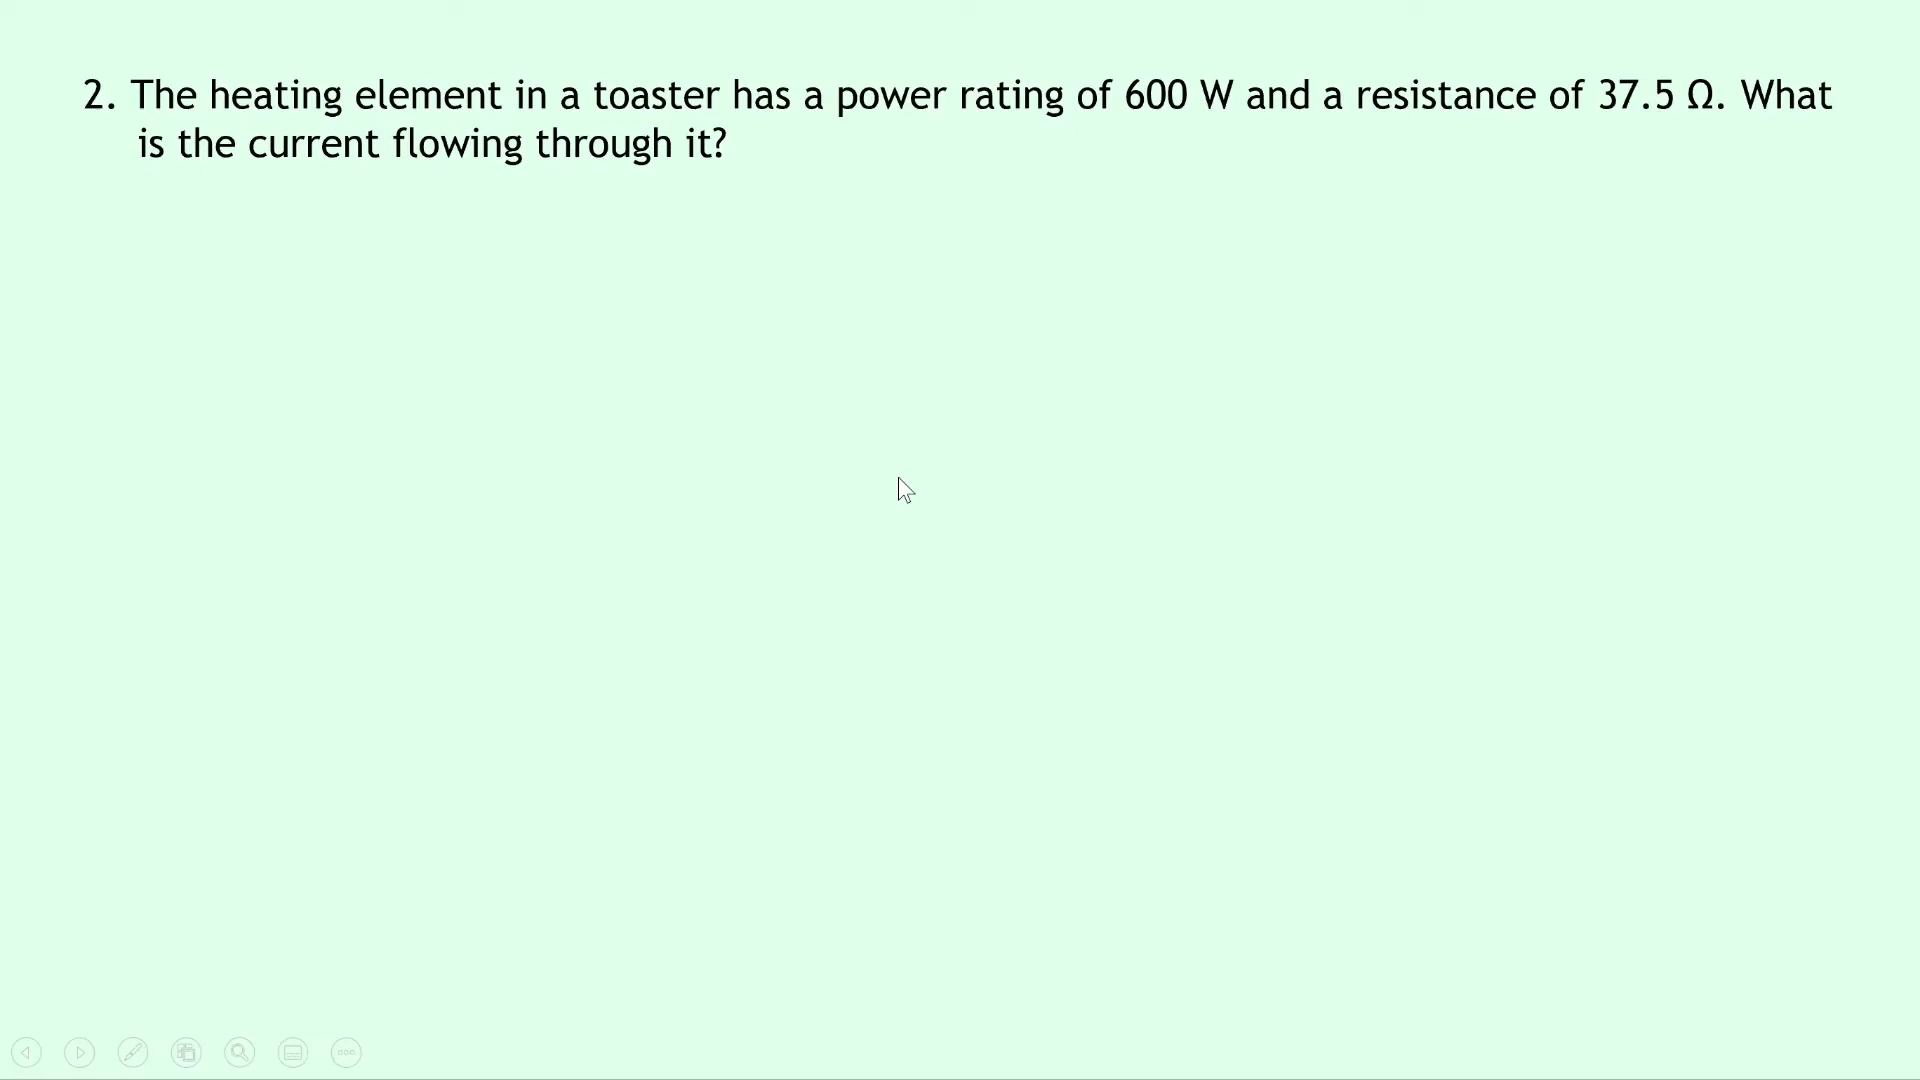 2. The heating element in a toaster has a power rating of 600 W and a resistance of 37.5 Ω. What
is the current flowing through it?